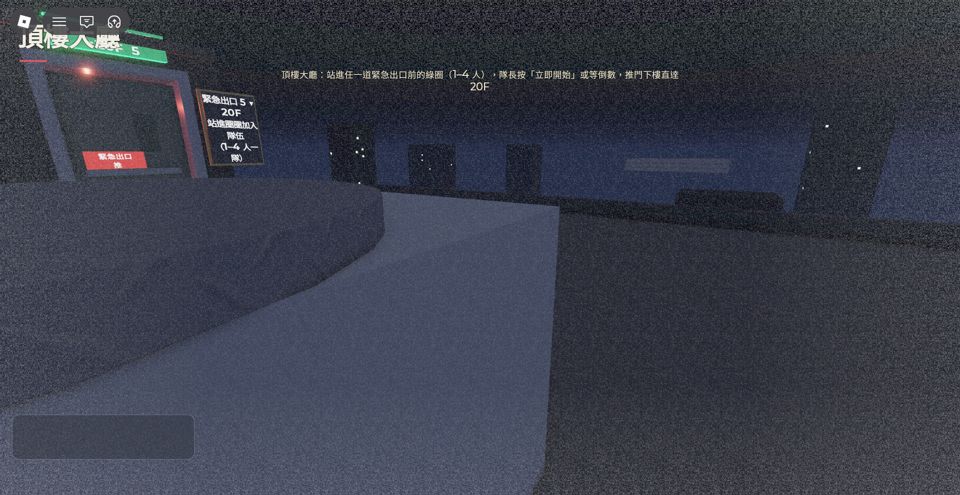 頂樓大廳
5
頂樓大廳：站進任一道緊急出口前的綠圈（1–4 人），隊長按「立即開始」或等倒數，推門下樓直達
20F
緊急出口 5
20F
站進圈圈加入
隊伍
（1–4 人一
隊）
緊急出口
推